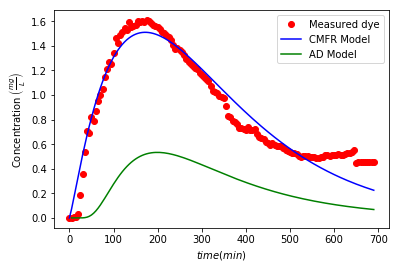 Concentration (mg/L)
1.6
1.4
1.2
1.0
0.8
0.6
0.4
0.2
0.0
Measured dye
CMFR Model
AD Model
0 100 200 300 400 500 600 700
time(min)